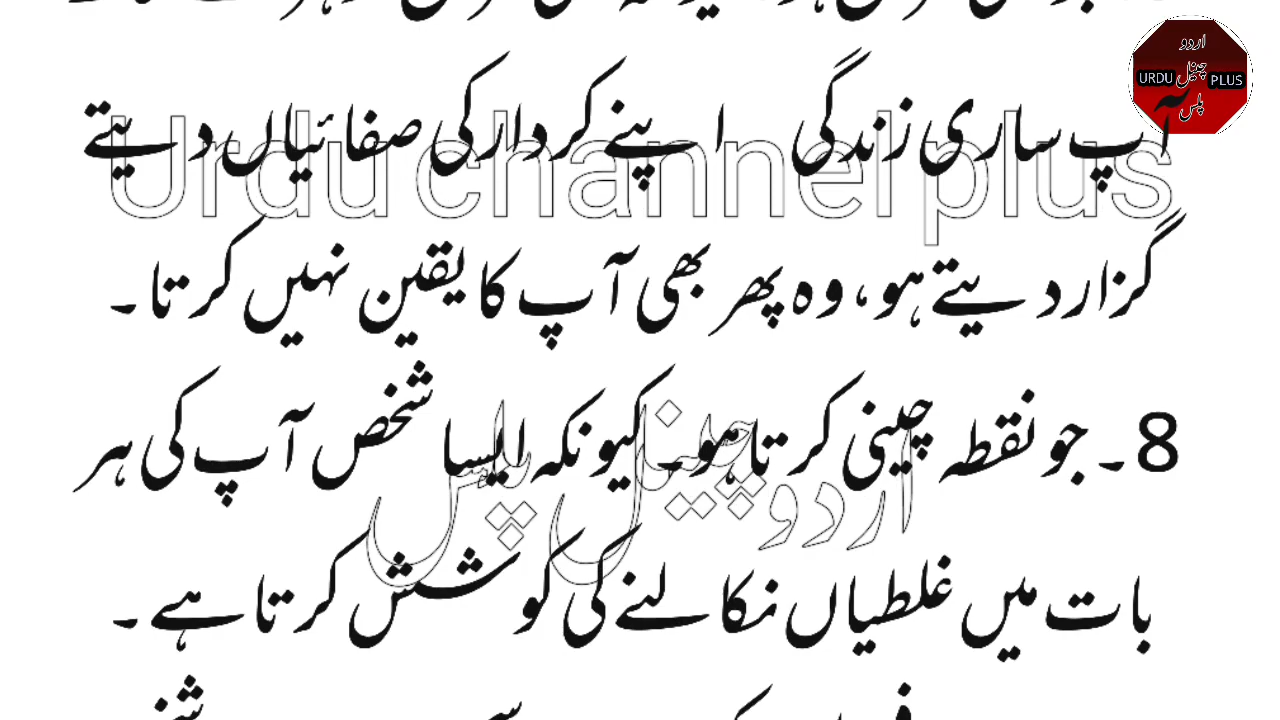 اردو
چینل
URDU PLUS
پلس
آپ ساری زندگی اپنے کردار کی صفائیاں دیتے
Urdu channel plus
گزار دیتے ہو، وہ پھر بھی آپ کا یقین نہیں کرتا۔
8۔ جو نقطہ چینی کرتا ہو۔ کیونکہ ایسا شخص آپ کی ہر
اردو چینل پلس
بات میں غلطیاں نکالنے کی کوشش کرتا ہے۔